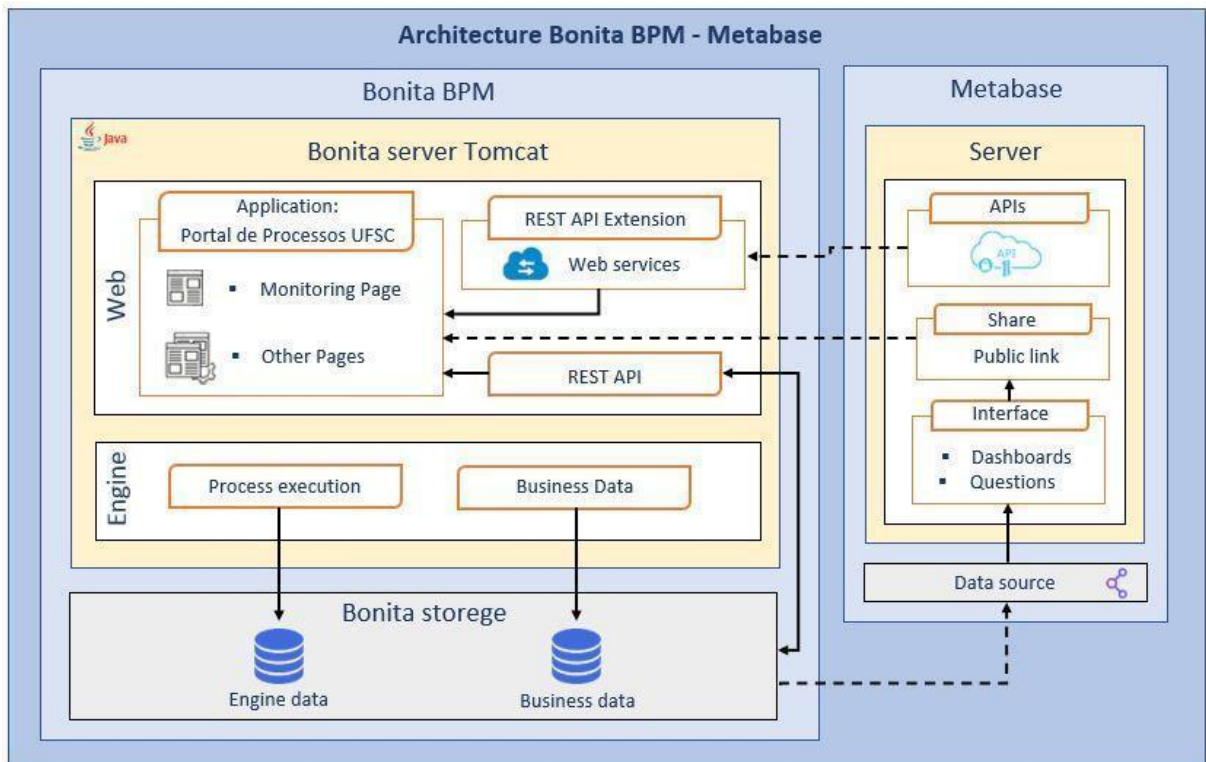 Architecture Bonita BPM - Metabase
Bonita BPM
Java
Bonita server Tomcat
Web
Application:
Portal de Processos UFSC
Monitoring Page
Other Pages
REST API Extension
Web services
REST API
Engine
Process execution
Business Data
Bonita storege
Engine data
Business data
Metabase
Server
APIs
API
Share
Public link
Interface
Dashboards
Questions
Data source